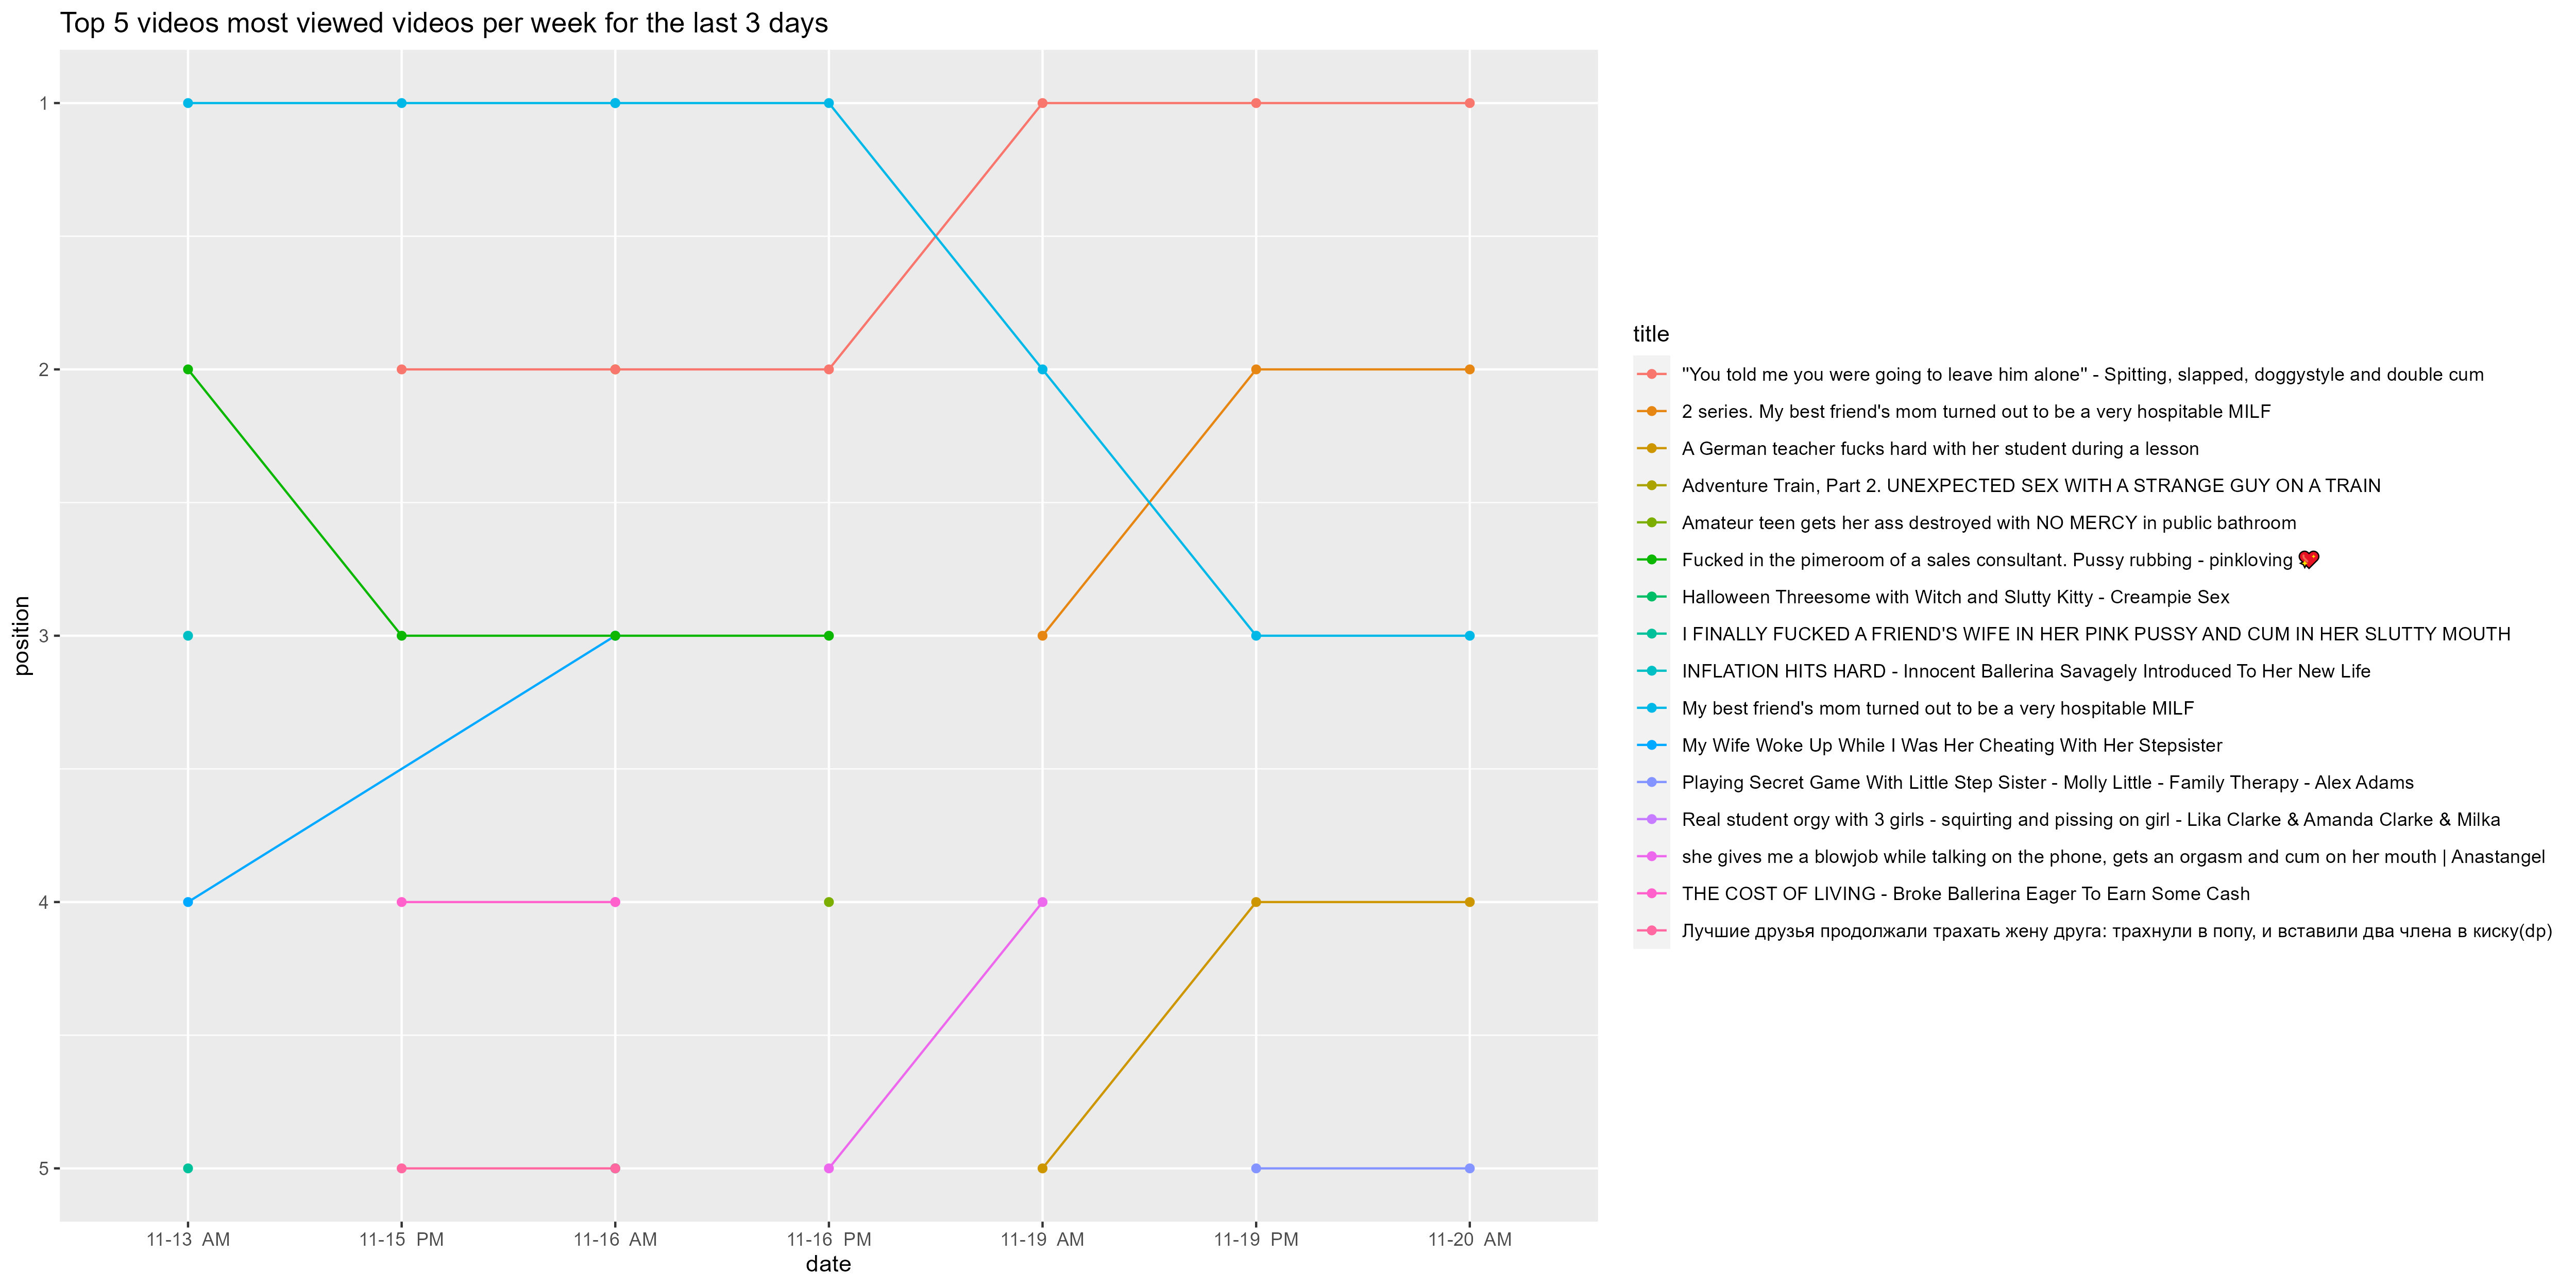 Top 5 videos most viewed videos per week for the last 3 days
1
2
3
4
5
position
11-13 AM
11-15 PM
11-16 AM
11-16 PM
11-19 AM
11-19 PM
11-20 AM
date
title
"You told me you were going to leave him alone" - Spitting, slapped, doggystyle and double cum
2 series. My best friend's mom turned out to be a very hospitable MILF
A German teacher fucks hard with her student during a lesson
Adventure Train, Part 2. UNEXPECTED SEX WITH A STRANGE GUY ON A TRAIN
Amateur teen gets her ass destroyed with NO MERCY in public bathroom
Fucked in the pimeroom of a sales consultant. Pussy rubbing - pinkloving 💖
Halloween Threesome with Witch and Slutty Kitty - Creampie Sex
I FINALLY FUCKED A FRIEND'S WIFE IN HER PINK PUSSY AND CUM IN HER SLUTTY MOUTH
INFLATION HITS HARD - Innocent Ballerina Savagely Introduced To Her New Life
My best friend's mom turned out to be a very hospitable MILF
My Wife Woke Up While I Was Her Cheating With Her Stepsister
Playing Secret Game With Little Step Sister - Molly Little - Family Therapy - Alex Adams
Real student orgy with 3 girls - squirting and pissing on girl - Lika Clarke & Amanda Clarke & Milka
she gives me a blowjob while talking on the phone, gets an orgasm and cum on her mouth | Anastangel
THE COST OF LIVING - Broke Ballerina Eager To Earn Some Cash
Лучшие друзья продолжали трахать жену друга: трахнули в попу, и вставили два члена в киску(dp)